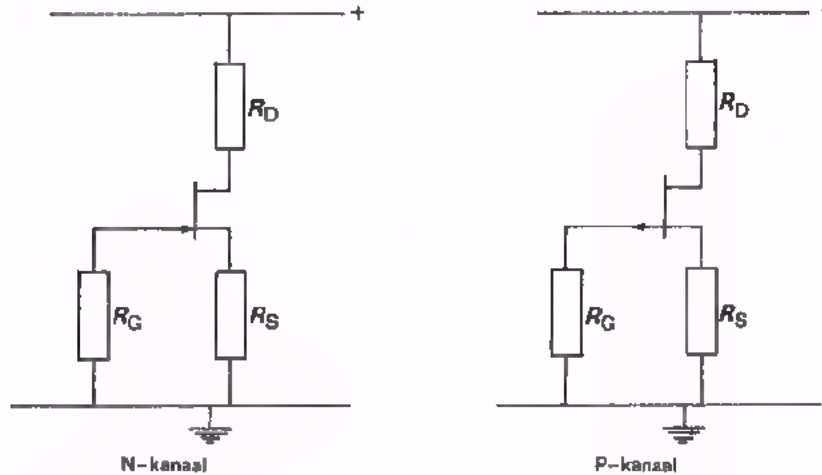 +
R_D
R_G
R_S
N-kanaal
R_D
R_G
R_S
P-kanaal